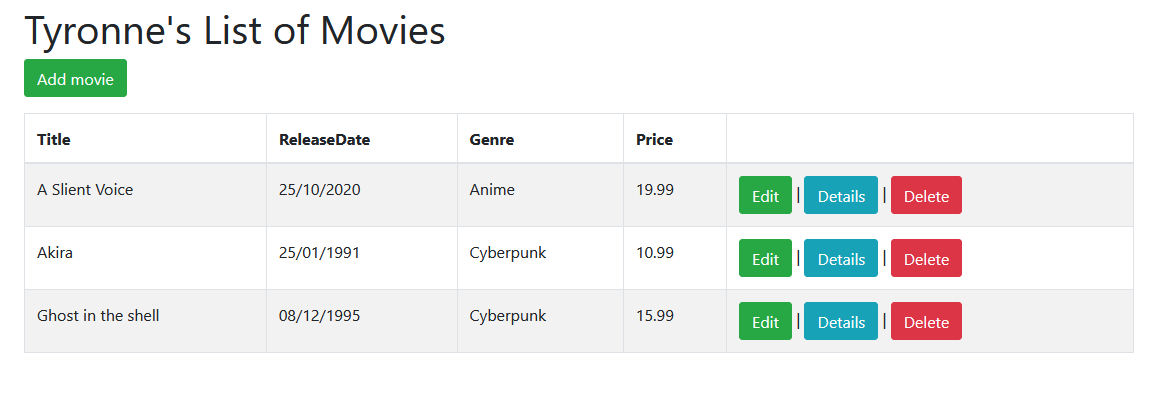 Tyronne's List of Movies
Add movie
Title ReleaseDate Genre Price
A Slient Voice 25/10/2020 Anime 19.99 Edit | Details | Delete
Akira 25/01/1991 Cyberpunk 10.99 Edit | Details | Delete
Ghost in the shell 08/12/1995 Cyberpunk 15.99 Edit | Details | Delete